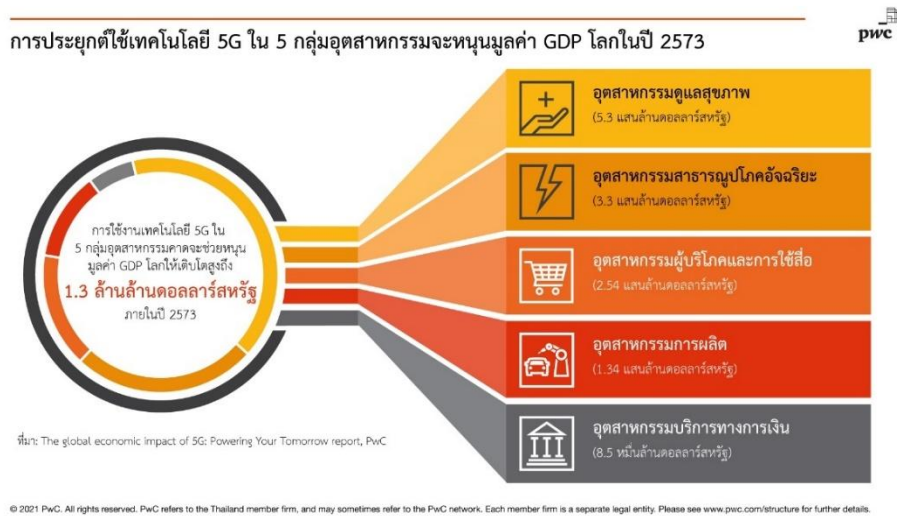 pwc
การประยุกต์ใช้เทคโนโลยี 5G ใน 5 กลุ่มอุตสาหกรรมจะหนุนมูลค่า GDP โลกในปี 2573
การใช้งานเทคโนโลยี 5G ใน
5 กลุ่มอุตสาหกรรมคาดจะช่วยหนุน
มูลค่า GDP โลกให้เติบโตสูงถึง
1.3 ล้านล้านดอลลาร์สหรัฐ
ภายในปี 2573
อุตสาหกรรมดูแลสุขภาพ
(5.3 แสนล้านดอลลาร์สหรัฐ)
อุตสาหกรรมสาธารณูปโภคอัจฉริยะ
(3.3 แสนล้านดอลลาร์สหรัฐ)
อุตสาหกรรมผู้บริโภคและการใช้สื่อ
(2.54 แสนล้านดอลลาร์สหรัฐ)
อุตสาหกรรมการผลิต
(1.34 แสนล้านดอลลาร์สหรัฐ)
อุตสาหกรรมบริการทางการเงิน
(8.5 หมื่นล้านดอลลาร์สหรัฐ)
ที่มา: The global economic impact of 5G: Powering Your Tomorrow report, PwC
© 2021 PwC. All rights reserved. PwC refers to the Thailand member firm, and may sometimes refer to the PwC network. Each member firm is a separate legal entity. Please see www.pwc.com/structure for further details.